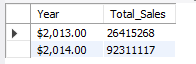 Year Total_Sales
$2,013.00 26415268
$2,014.00 92311117